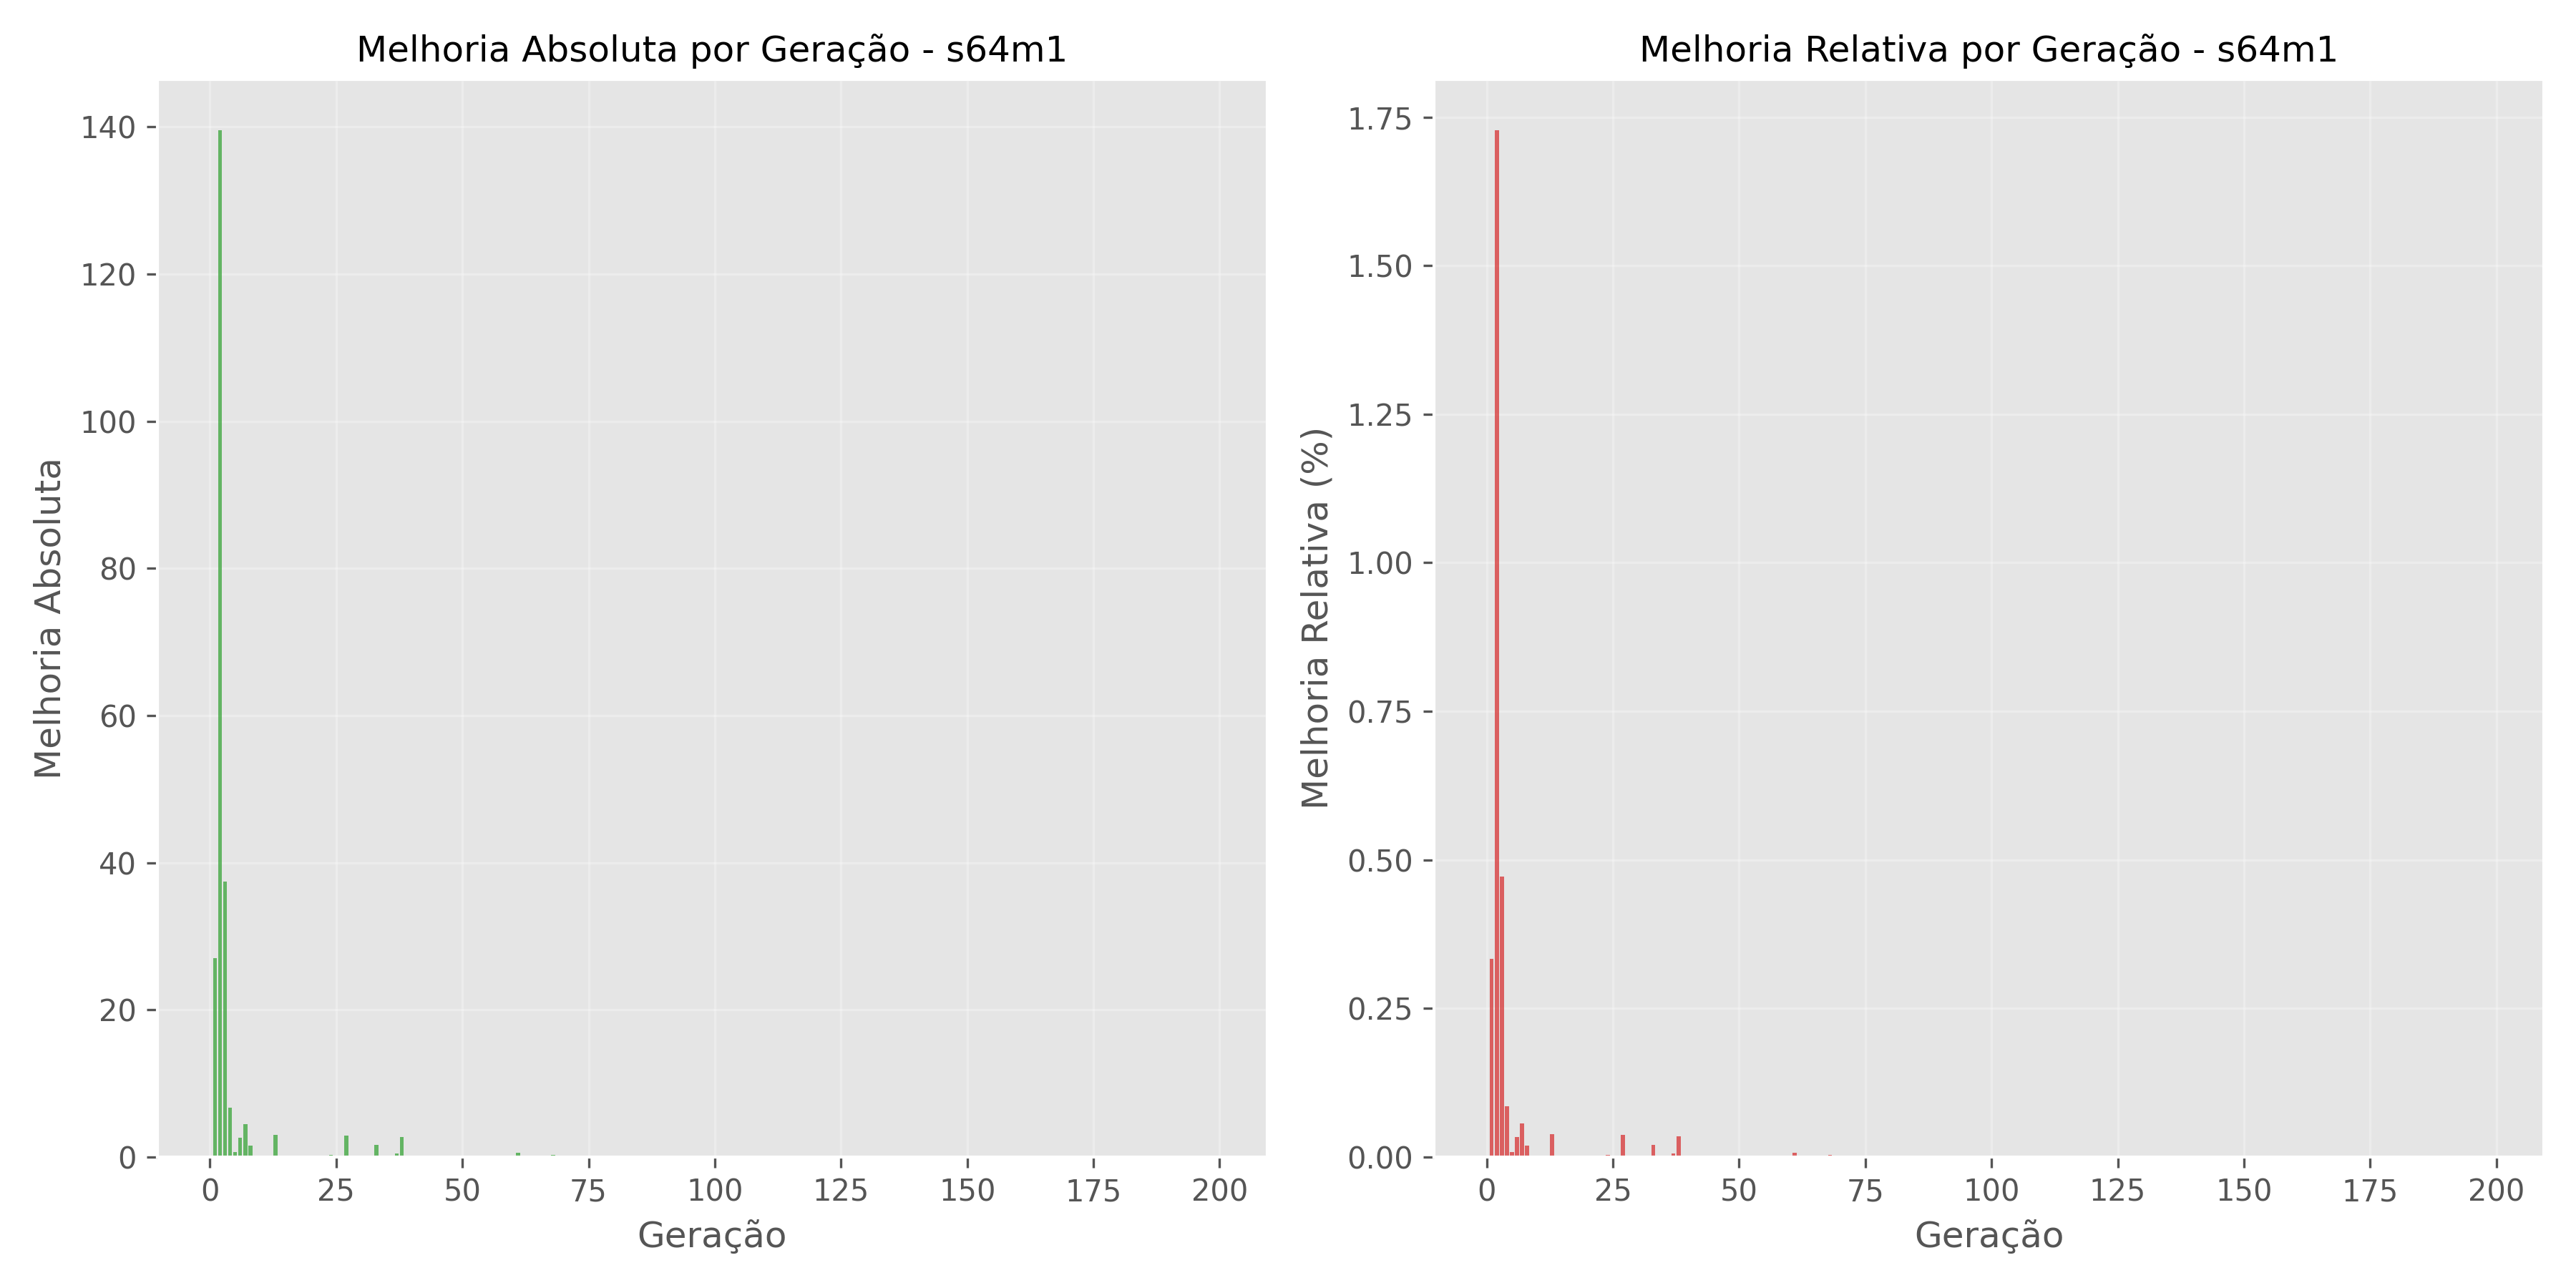 Melhoria Absoluta por Geração - s64m1
Melhoria Absoluta
140
120
100
80
60
40
20
0
0 25 50 75 100 125 150 175 200
Geração
Melhoria Relativa por Geração - s64m1
Melhoria Relativa (%)
1.75
1.50
1.25
1.00
0.75
0.50
0.25
0.00
0 25 50 75 100 125 150 175 200
Geração